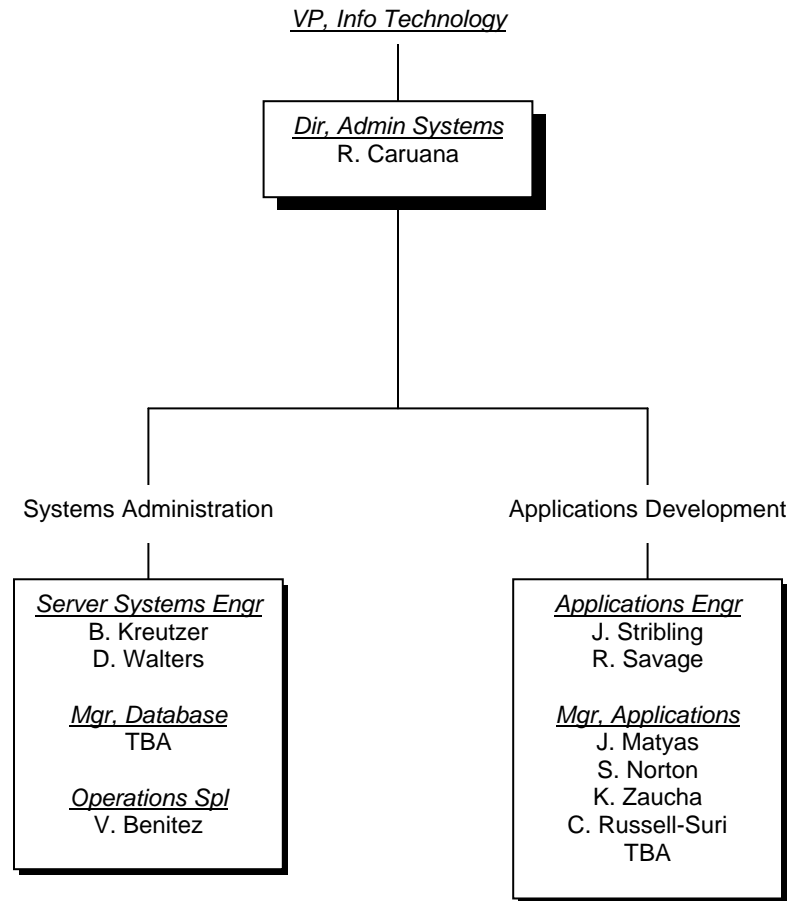 VP, Info Technology
Dir, Admin Systems
R. Caruana
Systems Administration
Server Systems Engr
B. Kreutzer
D. Walters
Mgr, Database
TBA
Operations Spl
V. Benitez
Applications Development
Applications Engr
J. Stribling
R. Savage
Mgr, Applications
J. Matyas
S. Norton
K. Zaucha
C. Russell-Suri
TBA